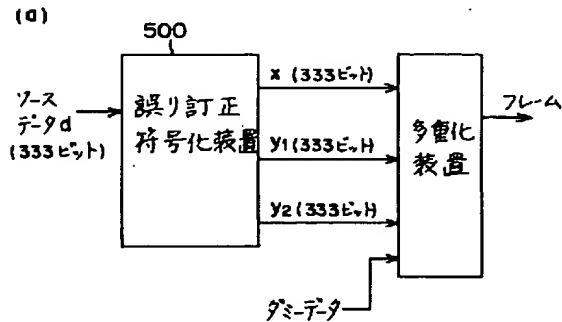 (a)
500
ソース
データd
(333ビット)
誤り訂正
符号化装置
x (333ビット)
y1 (333ビット)
y2 (333ビット)
多重化
装置
フレーム
ダミーデータ